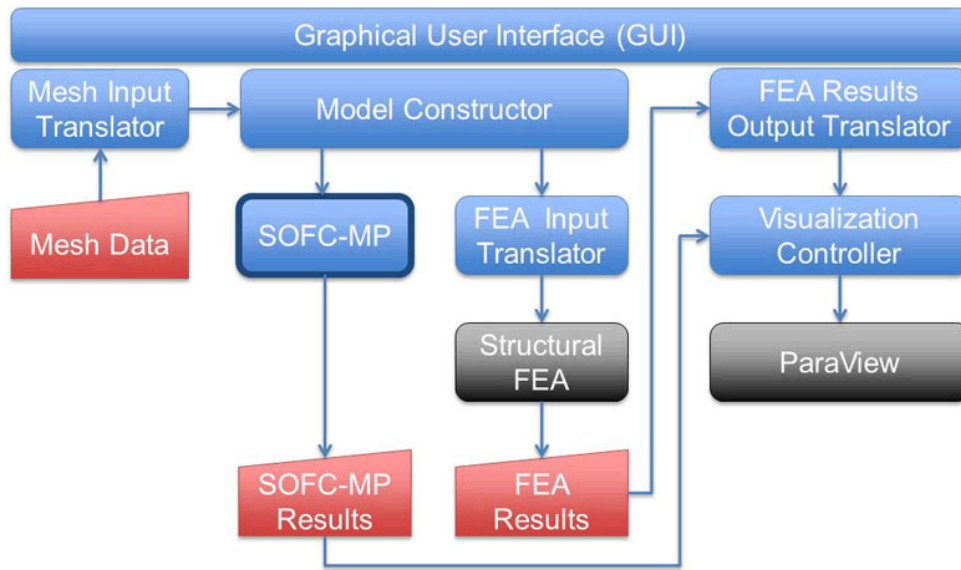 Graphical User Interface (GUI)
Mesh Input
Translator
Model Constructor
FEA Results
Output Translator
Mesh Data
SOFC-MP
FEA Input
Translator
Visualization
Controller
Structural
FEA
ParaView
SOFC-MP
Results
FEA
Results